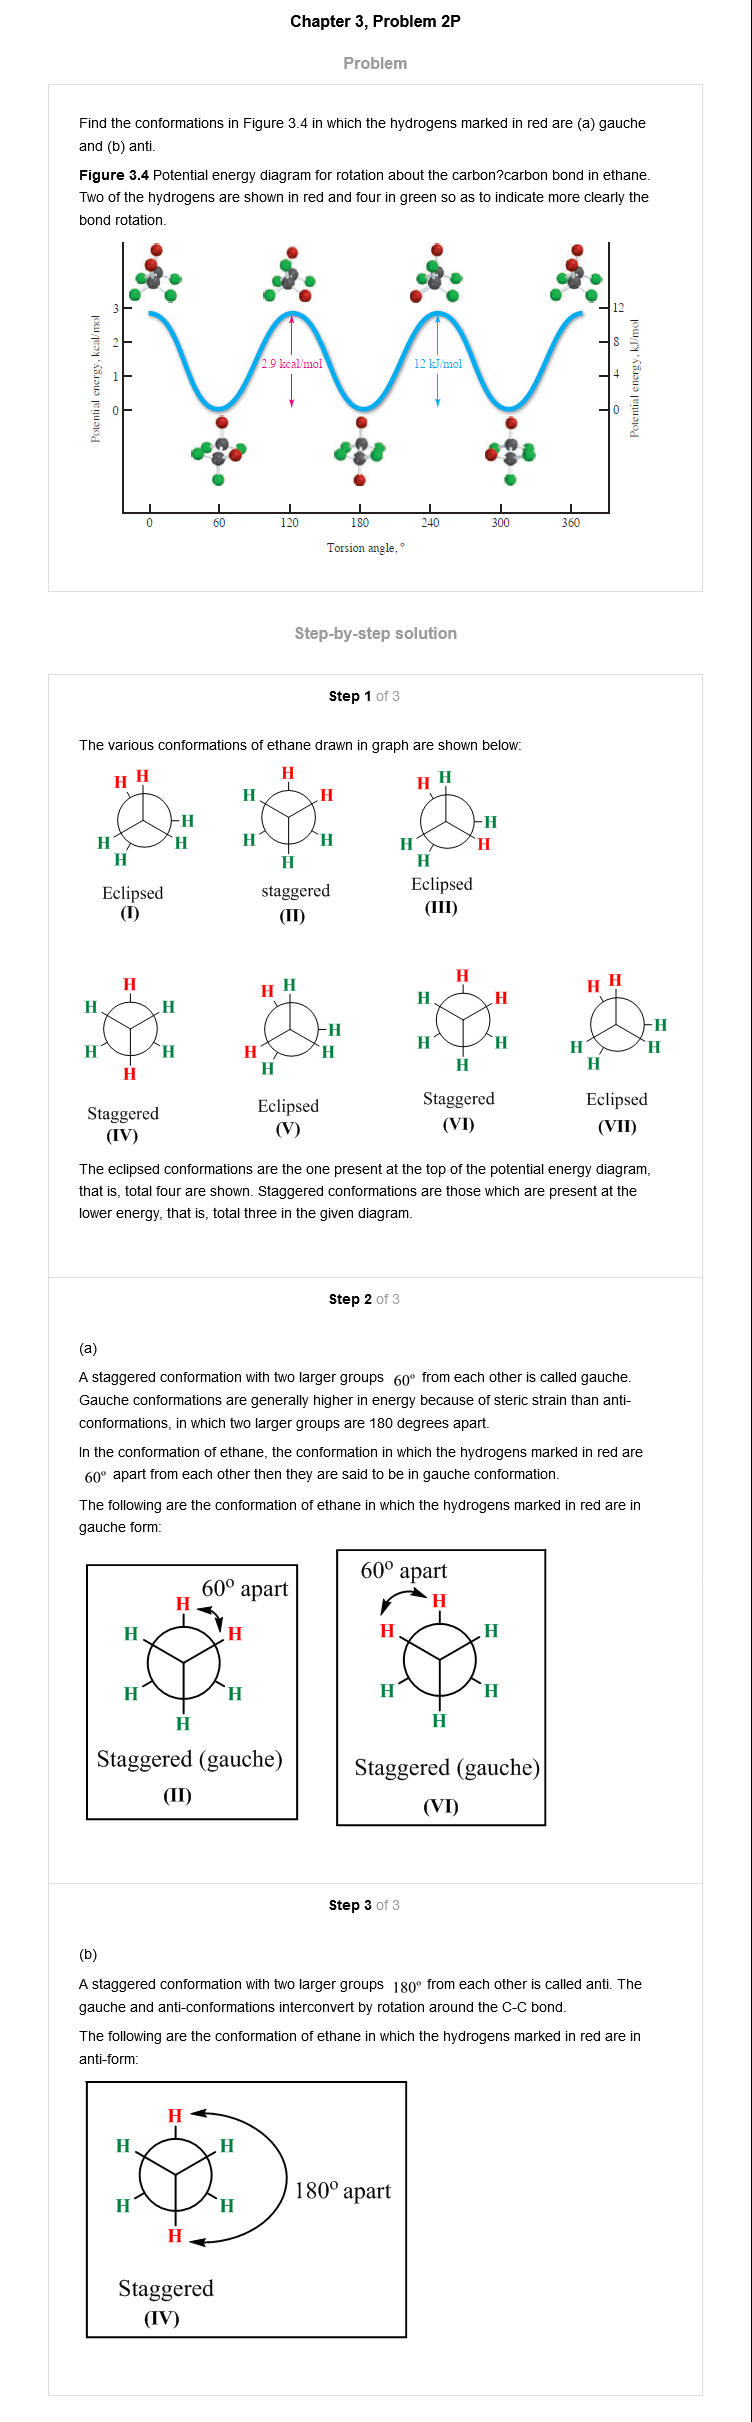 Chapter 3, Problem 2P
Problem
Find the conformations in Figure 3.4 in which the hydrogens marked in red are (a) gauche
and (b) anti.
Figure 3.4 Potential energy diagram for rotation about the carbon?carbon bond in ethane.
Two of the hydrogens are shown in red and four in green so as to indicate more clearly the
bond rotation.
Potential energy, kcal/mol
3
2
1
0
2.9 kcal/mol
12 kJ/mol
12
8
4
0
Potential energy, kJ/mol
0 60 120 180 240 300 360
Torsion angle, °
Step-by-step solution
Step 1 of 3
The various conformations of ethane drawn in graph are shown below:
H H
H
H H
H
Eclipsed
(I)
H
H H
H H
H
staggered
(II)
H H
H
H H
H
Eclipsed
(III)
H
H H
H H
H
Staggered
(IV)
H H
H
H H
H
Eclipsed
(V)
H
H H
H H
H
Staggered
(VI)
H H
H
H H
H
Eclipsed
(VII)
The eclipsed conformations are the one present at the top of the potential energy diagram,
that is, total four are shown. Staggered conformations are those which are present at the
lower energy, that is, total three in the given diagram.
Step 2 of 3
(a)
A staggered conformation with two larger groups 60° from each other is called gauche.
Gauche conformations are generally higher in energy because of steric strain than anti-
conformations, in which two larger groups are 180 degrees apart.
In the conformation of ethane, the conformation in which the hydrogens marked in red are
60° apart from each other then they are said to be in gauche conformation.
The following are the conformation of ethane in which the hydrogens marked in red are in
gauche form:
60° apart
H
H H
H H
H
Staggered (gauche)
(II)
60° apart
H
H H
H H
H
Staggered (gauche)
(VI)
Step 3 of 3
(b)
A staggered conformation with two larger groups 180° from each other is called anti. The
gauche and anti-conformations interconvert by rotation around the C-C bond.
The following are the conformation of ethane in which the hydrogens marked in red are in
anti-form:
H
H H
180° apart
H H
H
Staggered
(IV)